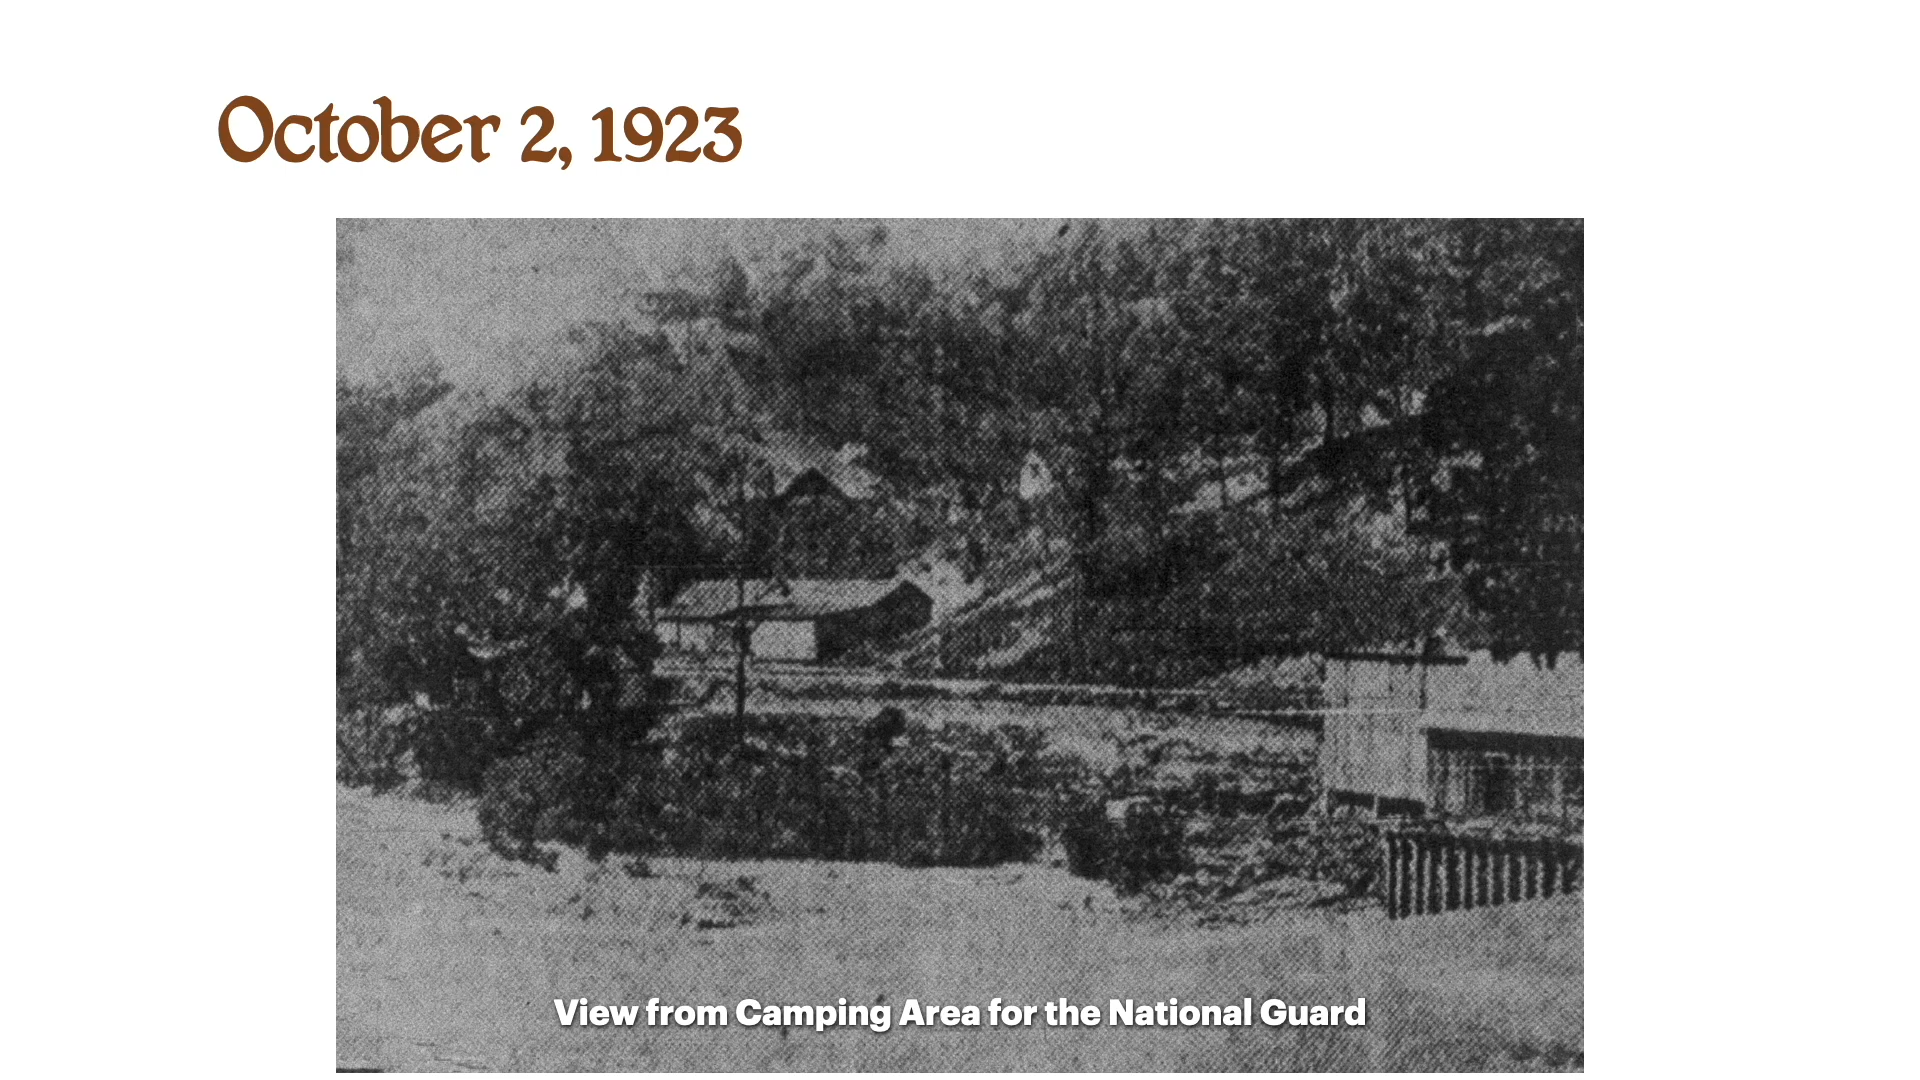 October 2, 1923
View from Camping Area for the National Guard